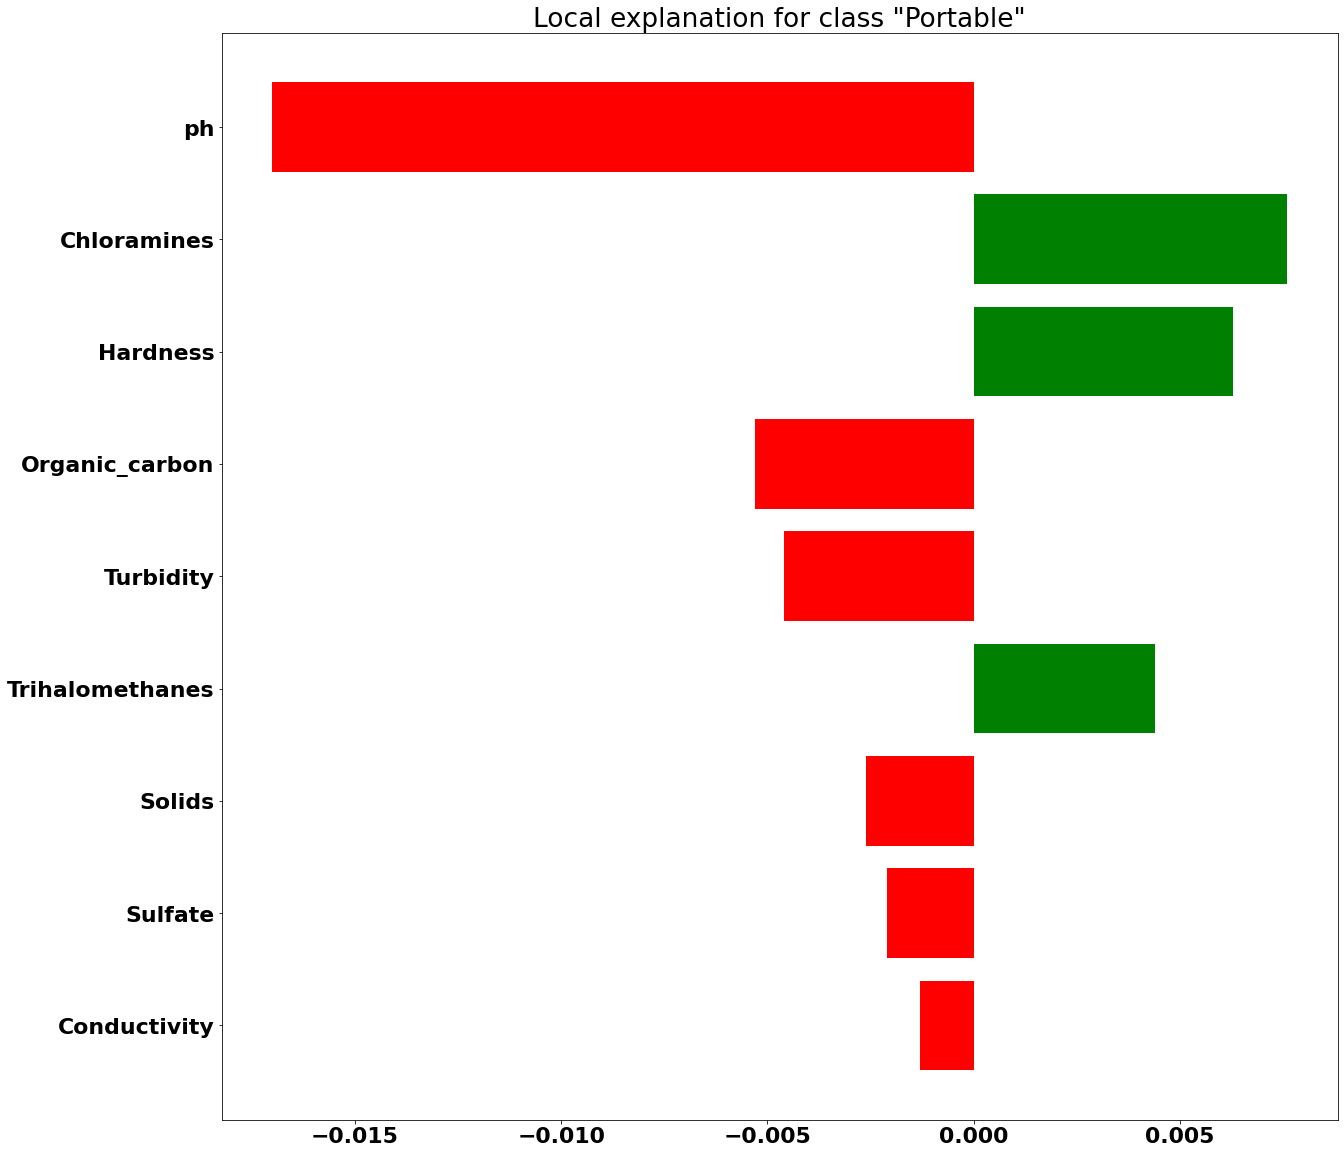 Local explanation for class "Portable"
ph
Chloramines
Hardness
Organic_carbon
Turbidity
Trihalomethanes
Solids
Sulfate
Conductivity
−0.015 −0.010 −0.005 0.000 0.005